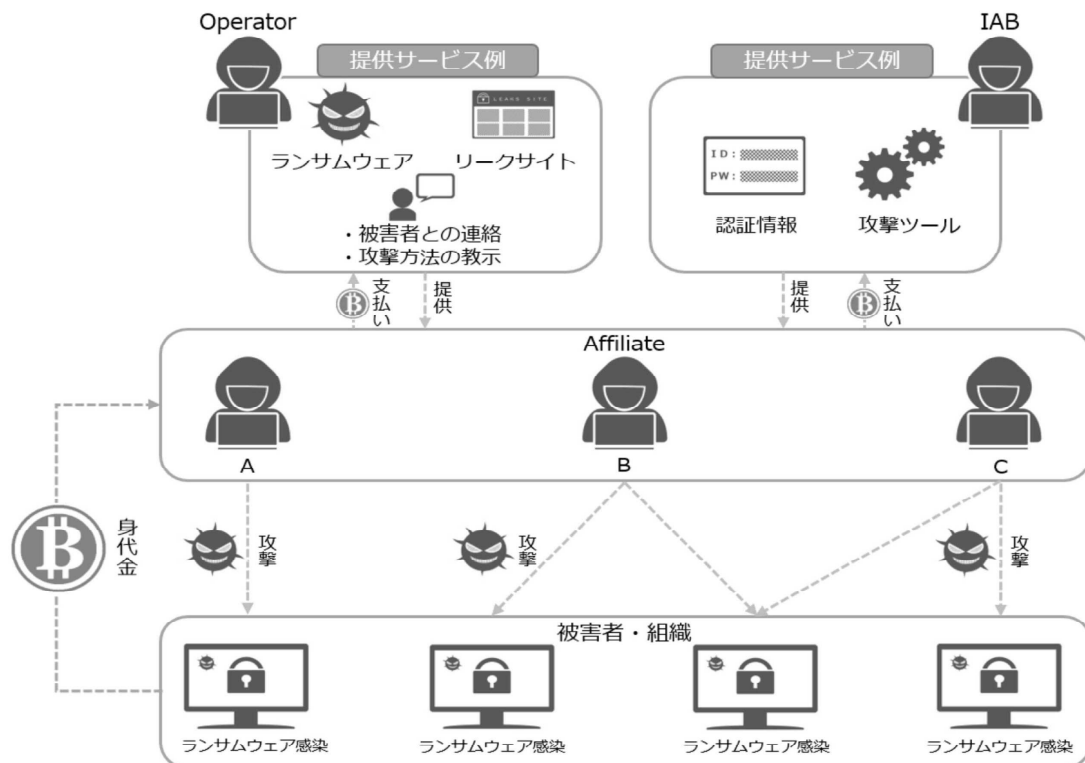 Operator
IAB
提供サービス例
提供サービス例
LEAKS SITE
ランサムウェア
リークサイト
・被害者との連絡
・攻撃方法の教示
ID:
PW:
認証情報
攻撃ツール
支払い
提供
提供
支払い
Affiliate
A
B
C
身代金
攻撃
攻撃
攻撃
被害者・組織
ランサムウェア感染
ランサムウェア感染
ランサムウェア感染
ランサムウェア感染